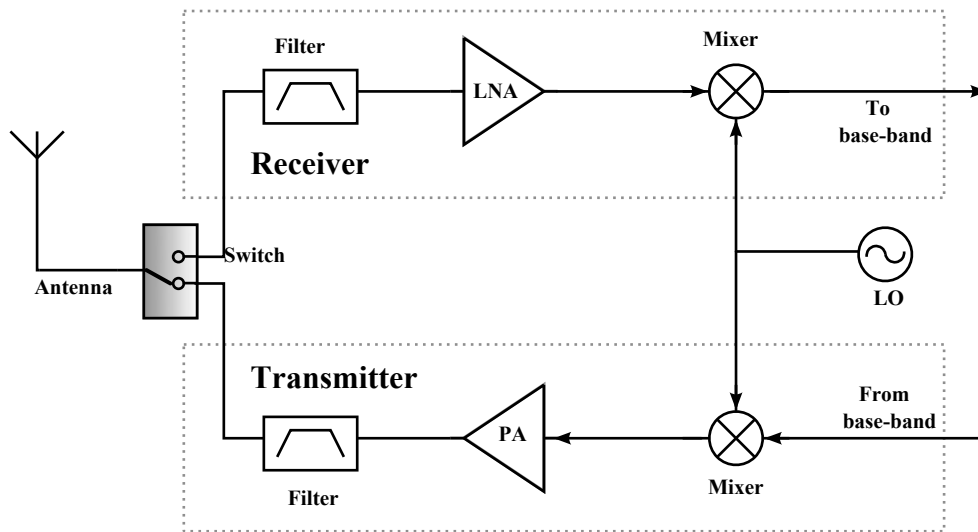 Filter
Mixer
LNA
To
base-band
Receiver
Switch
Antenna
LO
Transmitter
From
base-band
PA
Filter
Mixer